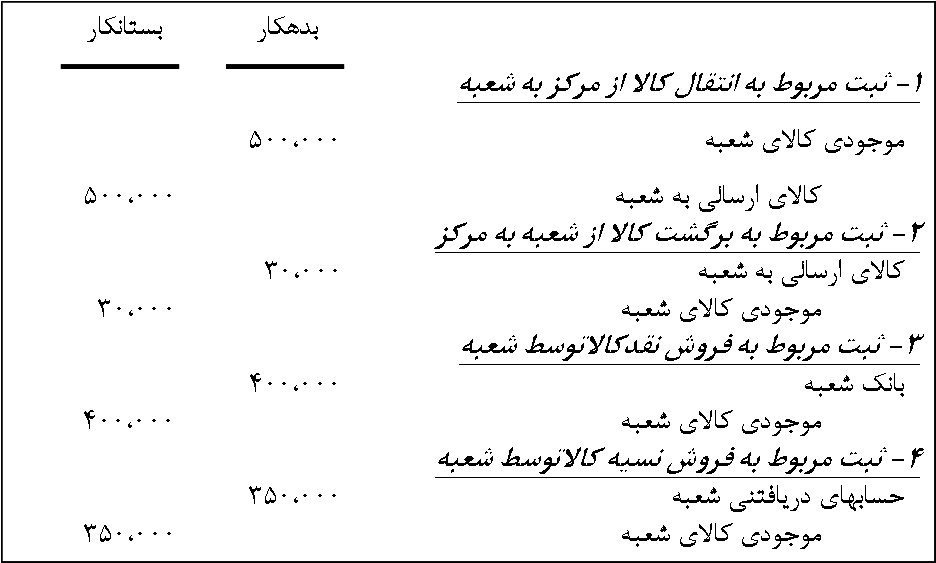 بدهکار بستانکار
۱- ثبت مربوط به انتقال کالا از مرکز به شعبه
موجودی کالای شعبه ۵۰۰،۰۰۰
کالای ارسالی به شعبه ۵۰۰،۰۰۰
۲- ثبت مربوط به برگشت کالا از شعبه به مرکز
کالای ارسالی به شعبه ۳۰،۰۰۰
موجودی کالای شعبه ۳۰،۰۰۰
۳- ثبت مربوط به فروش نقدکالاتوسط شعبه
بانک شعبه ۴۰۰،۰۰۰
موجودی کالای شعبه ۴۰۰،۰۰۰
۴- ثبت مربوط به فروش نسیه کالاتوسط شعبه
حسابهای دریافتنی شعبه ۳۵۰،۰۰۰
موجودی کالای شعبه ۳۵۰،۰۰۰